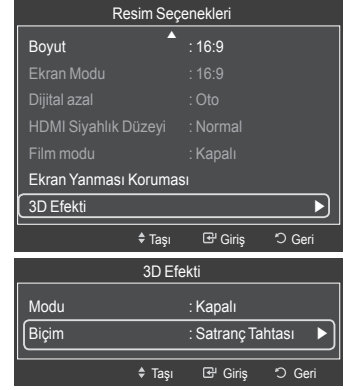 Resim Seçenekleri
Boyut : 16:9
Ekran Modu : 16:9
Dijital azal : Oto
HDMI Siyahlık Düzeyi : Normal
Film modu : Kapalı
Ekran Yanması Koruması
3D Efekti
Taşı Giriş Geri
3D Efekti
Modu : Kapalı
Biçim : Satranç Tahtası
Taşı Giriş Geri